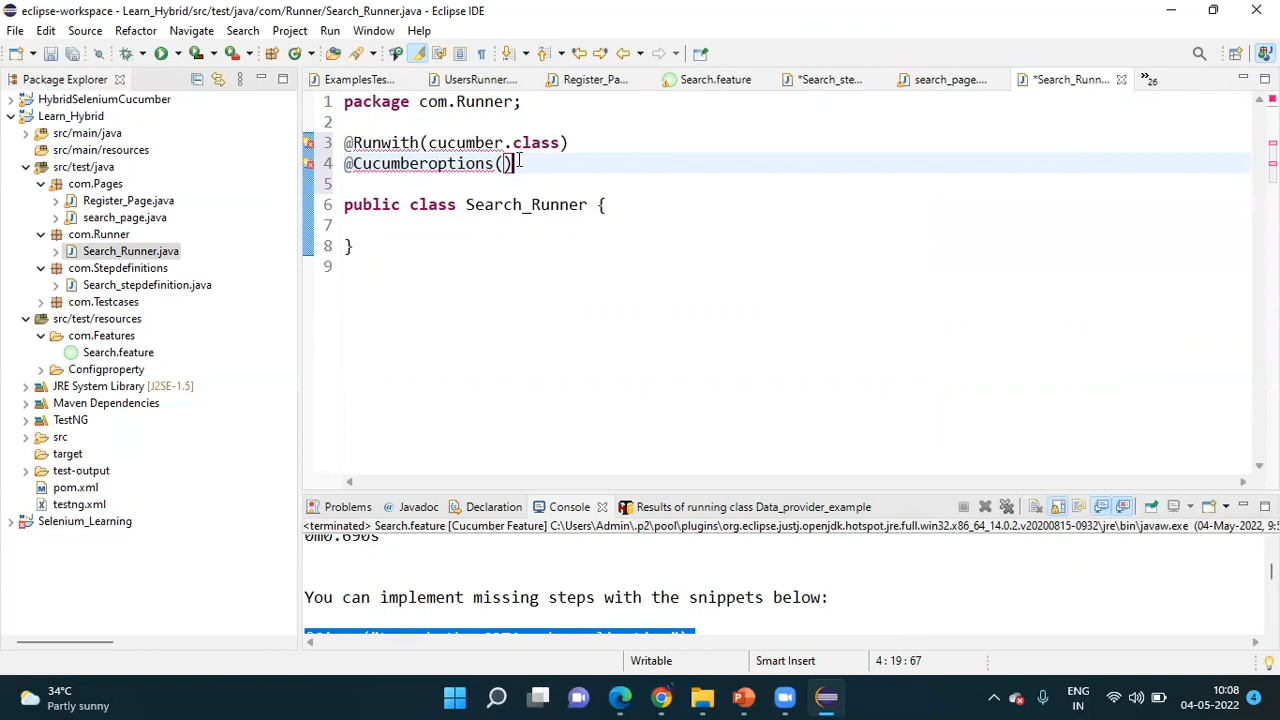 eclipse-workspace - Learn_Hybrid/src/test/java/com/Runner/Search_Runner.java - Eclipse IDE
File Edit Source Refactor Navigate Search Project Run Window Help
Package Explorer
ExamplesTes...
UsersRunner....
Register_Pa...
Search.feature
*Search_ste...
search_page....
*Search_Runn...
26
HybridSeleniumCucumber
Learn_Hybrid
src/main/java
src/main/resources
src/test/java
com.Pages
Register_Page.java
search_page.java
com.Runner
Search_Runner.java
com.Stepdefinitions
Search_stepdefinition.java
com.Testcases
src/test/resources
com.Features
Search.feature
Configproperty
JRE System Library [J2SE-1.5]
Maven Dependencies
TestNG
src
target
test-output
pom.xml
testng.xml
Selenium_Learning
1 package com.Runner;
2
3 @Runwith(cucumber.class)
4 @Cucumberoptions()
5
6 public class Search_Runner {
7
8 }
9
Problem
Javadoc
Declaration
Console
Results of running class Data_provider_example
<terminated> Search.feature [Cucumber Feature] C:\Users\Admin\.p2\pool\plugins\org.eclipse.justj.openjdk.hotspot.jre.full.win32.x86_64_14.0.2.v20200815-0932\jre\bin\javaw.exe (04-May-2022, 9:5
0m0.690s
You can implement missing steps with the snippets below:
Writable
Smart Insert
4 : 19 : 67
34°C
Partly sunny
ENG
IN
10:08
04-05-2022
4